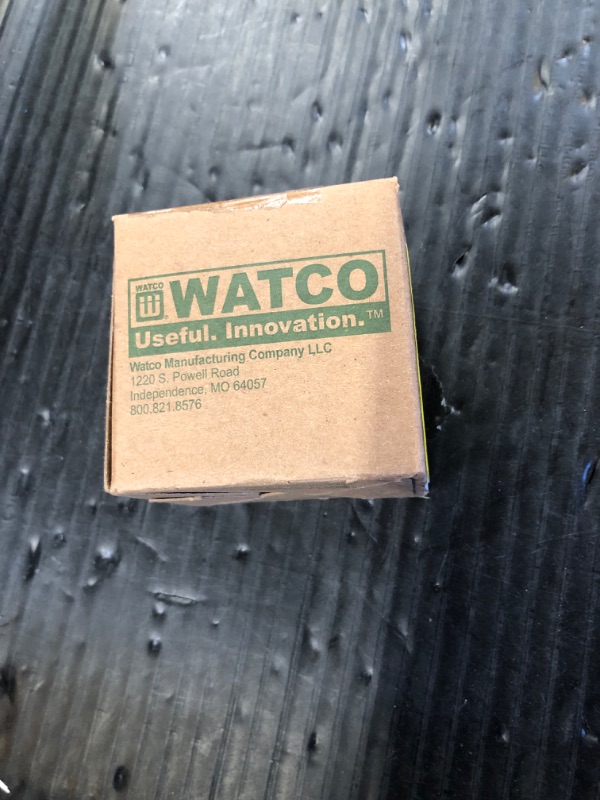 WATCO
WATCO
Useful. Innovation.™
Watco Manufacturing Company LLC
1220 S. Powell Road
Independence, MO 64057
800.821.8576